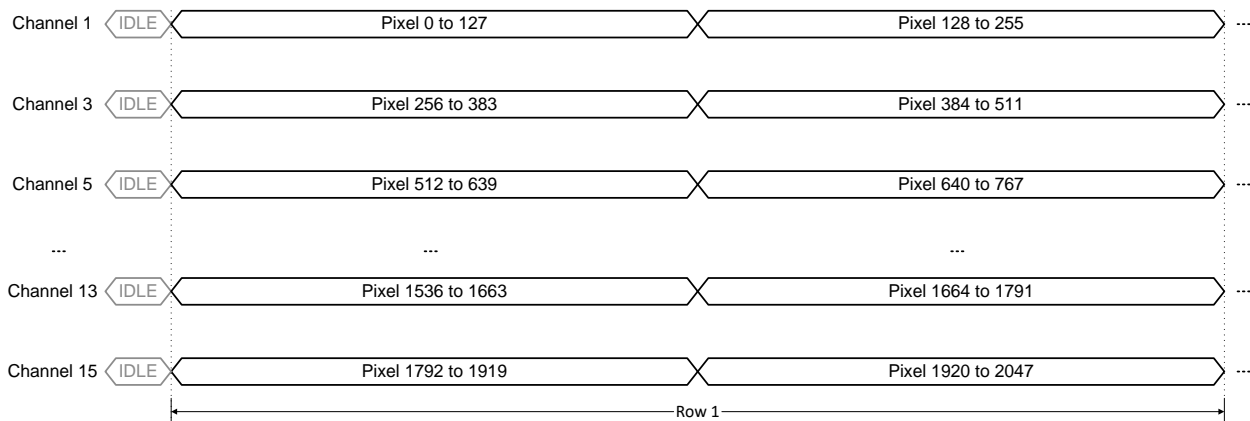 Channel 1 IDLE Pixel 0 to 127 Pixel 128 to 255 ---
Channel 3 IDLE Pixel 256 to 383 Pixel 384 to 511 ---
Channel 5 IDLE Pixel 512 to 639 Pixel 640 to 767 ---
--- --- ---
Channel 13 IDLE Pixel 1536 to 1663 Pixel 1664 to 1791 ---
Channel 15 IDLE Pixel 1792 to 1919 Pixel 1920 to 2047 ---
Row 1